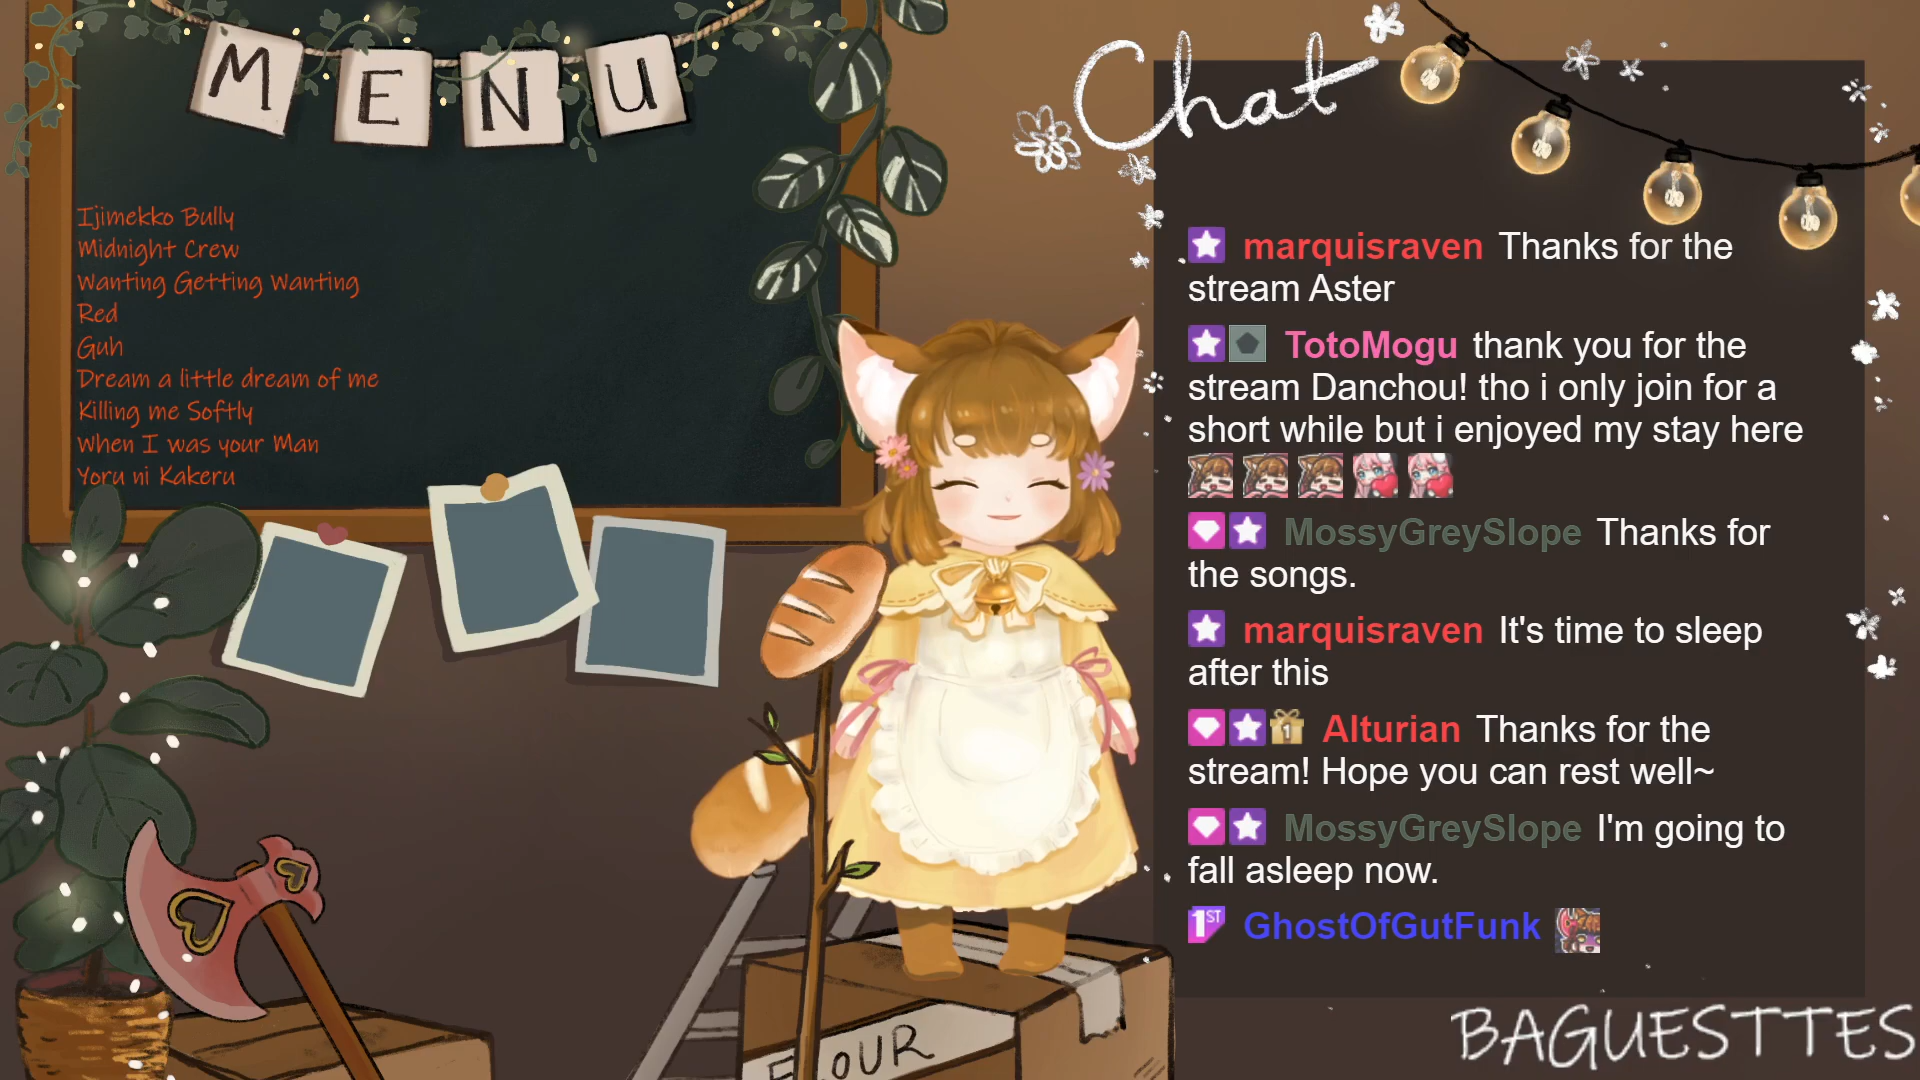 MENU
Ijimekko Bully
Midnight Crew
Wanting Getting Wanting
Red
Guh
Dream a little dream of me
Killing me Softly
When I was your Man
Yoru ni Kakeru
FLOUR
Chat
marquisraven Thanks for the
stream Aster
TotoMogu thank you for the
stream Danchou! tho i only join for a
short while but i enjoyed my stay here
MossyGreySlope Thanks for
the songs.
marquisraven It's time to sleep
after this
1 Alturian Thanks for the
stream! Hope you can rest well~
MossyGreySlope I'm going to
fall asleep now.
1ST GhostOfGutFunk
BAGUESTTES